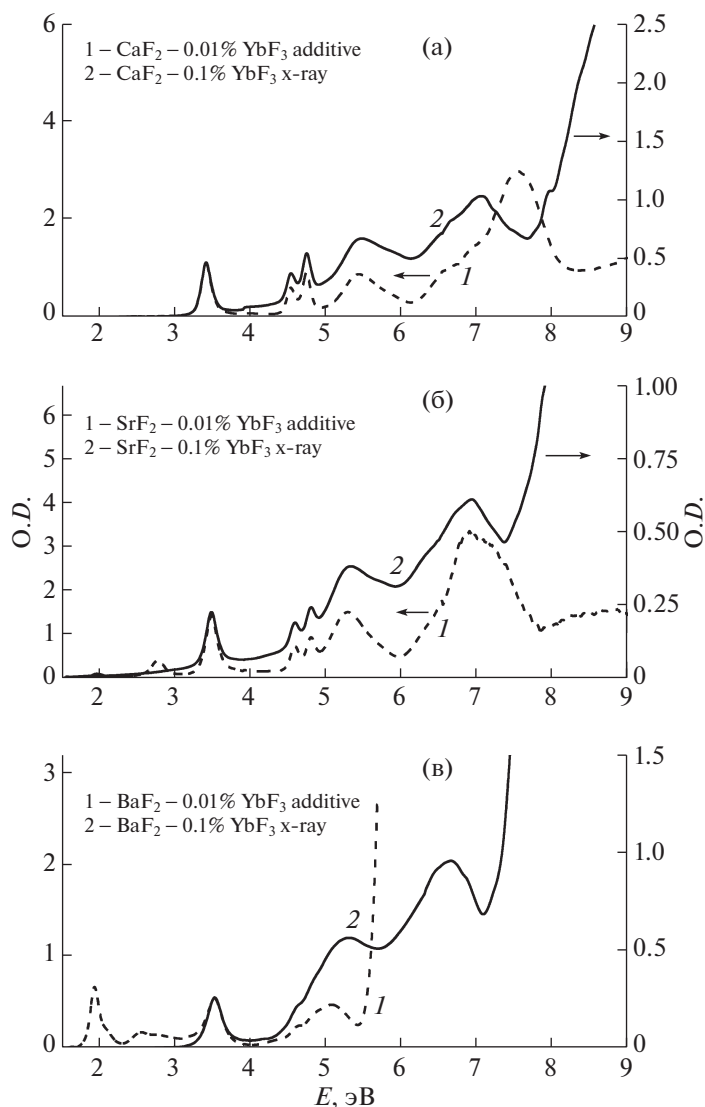 6
2.5
1 – CaF2 – 0.01% YbF3 additive
2 – CaF2 – 0.1% YbF3 x-ray
(а)
2.0
4
1.5
2
1.0
2
1
0.5
0
0
2 3 4 5 6 7 8 9
6
1.00
1 – SrF2 – 0.01% YbF3 additive
2 – SrF2 – 0.1% YbF3 x-ray
(б)
5
0.75
4
O.D.
O.D.
3
0.50
2
2
1
0.25
1
0
0
2 3 4 5 6 7 8 9
3
1.5
1 – BaF2 – 0.01% YbF3 additive
2 – BaF2 – 0.1% YbF3 x-ray
(в)
2
1.0
2
1
0.5
1
0
0
2 3 4 5 6 7 8 9
E, эВ